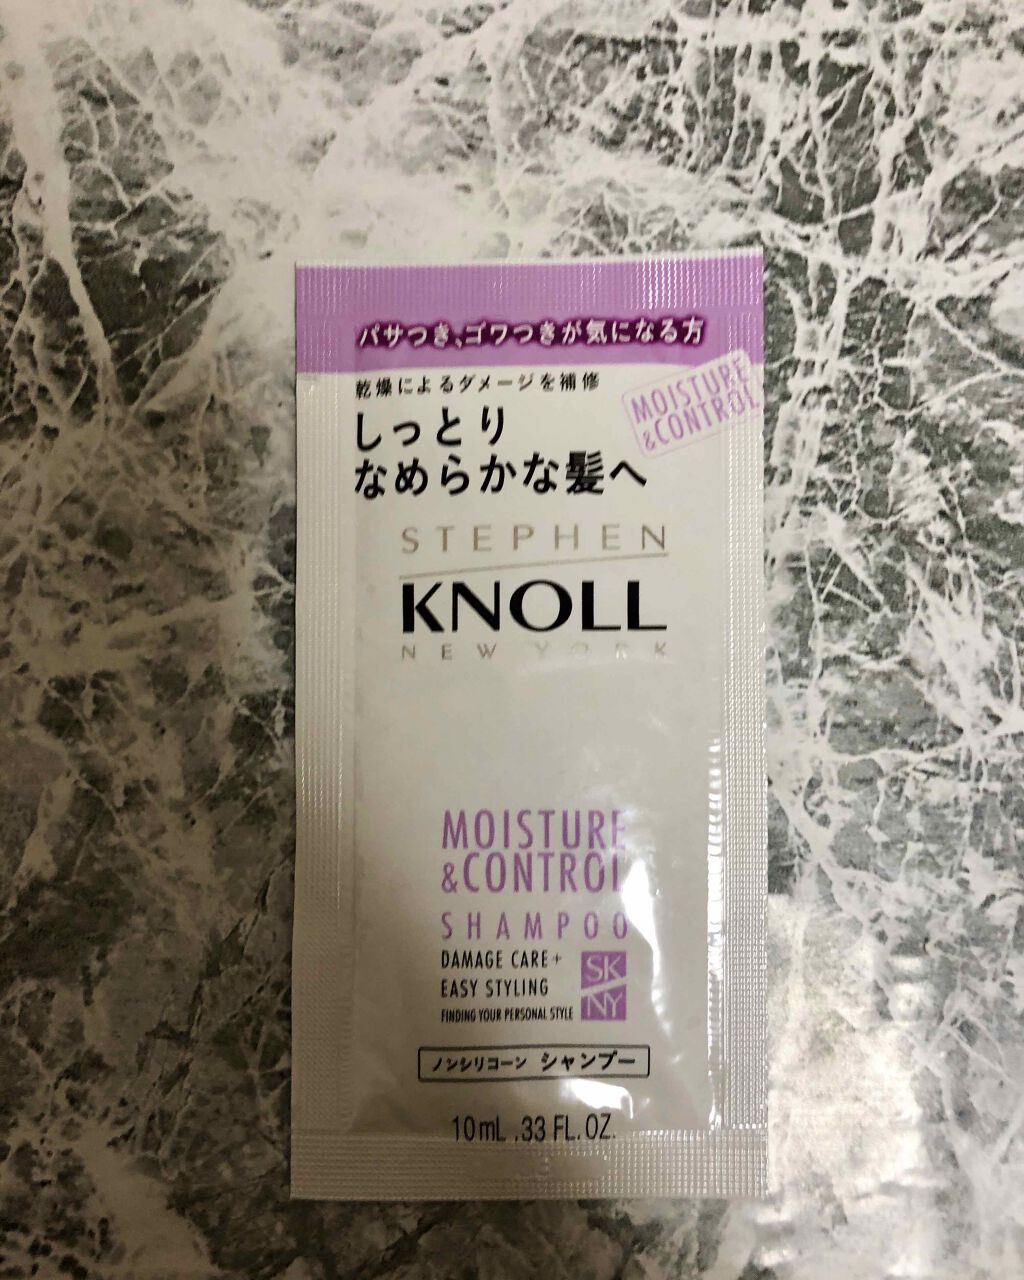 パサつき、ゴワつきが気になる方
乾燥によるダメージを補修
しっとり
なめらかな髪へ
MOISTURE
&CONTROL
STEPHEN
KNOLL
NEW YORK
MOISTURE
&CONTROL
SHAMPOO
DAMAGE CARE+
EASY STYLING
FINDING YOUR PERSONAL STYLE
SK
NY
ノンシリコーン シャンプー
10mL .33 FL.OZ.